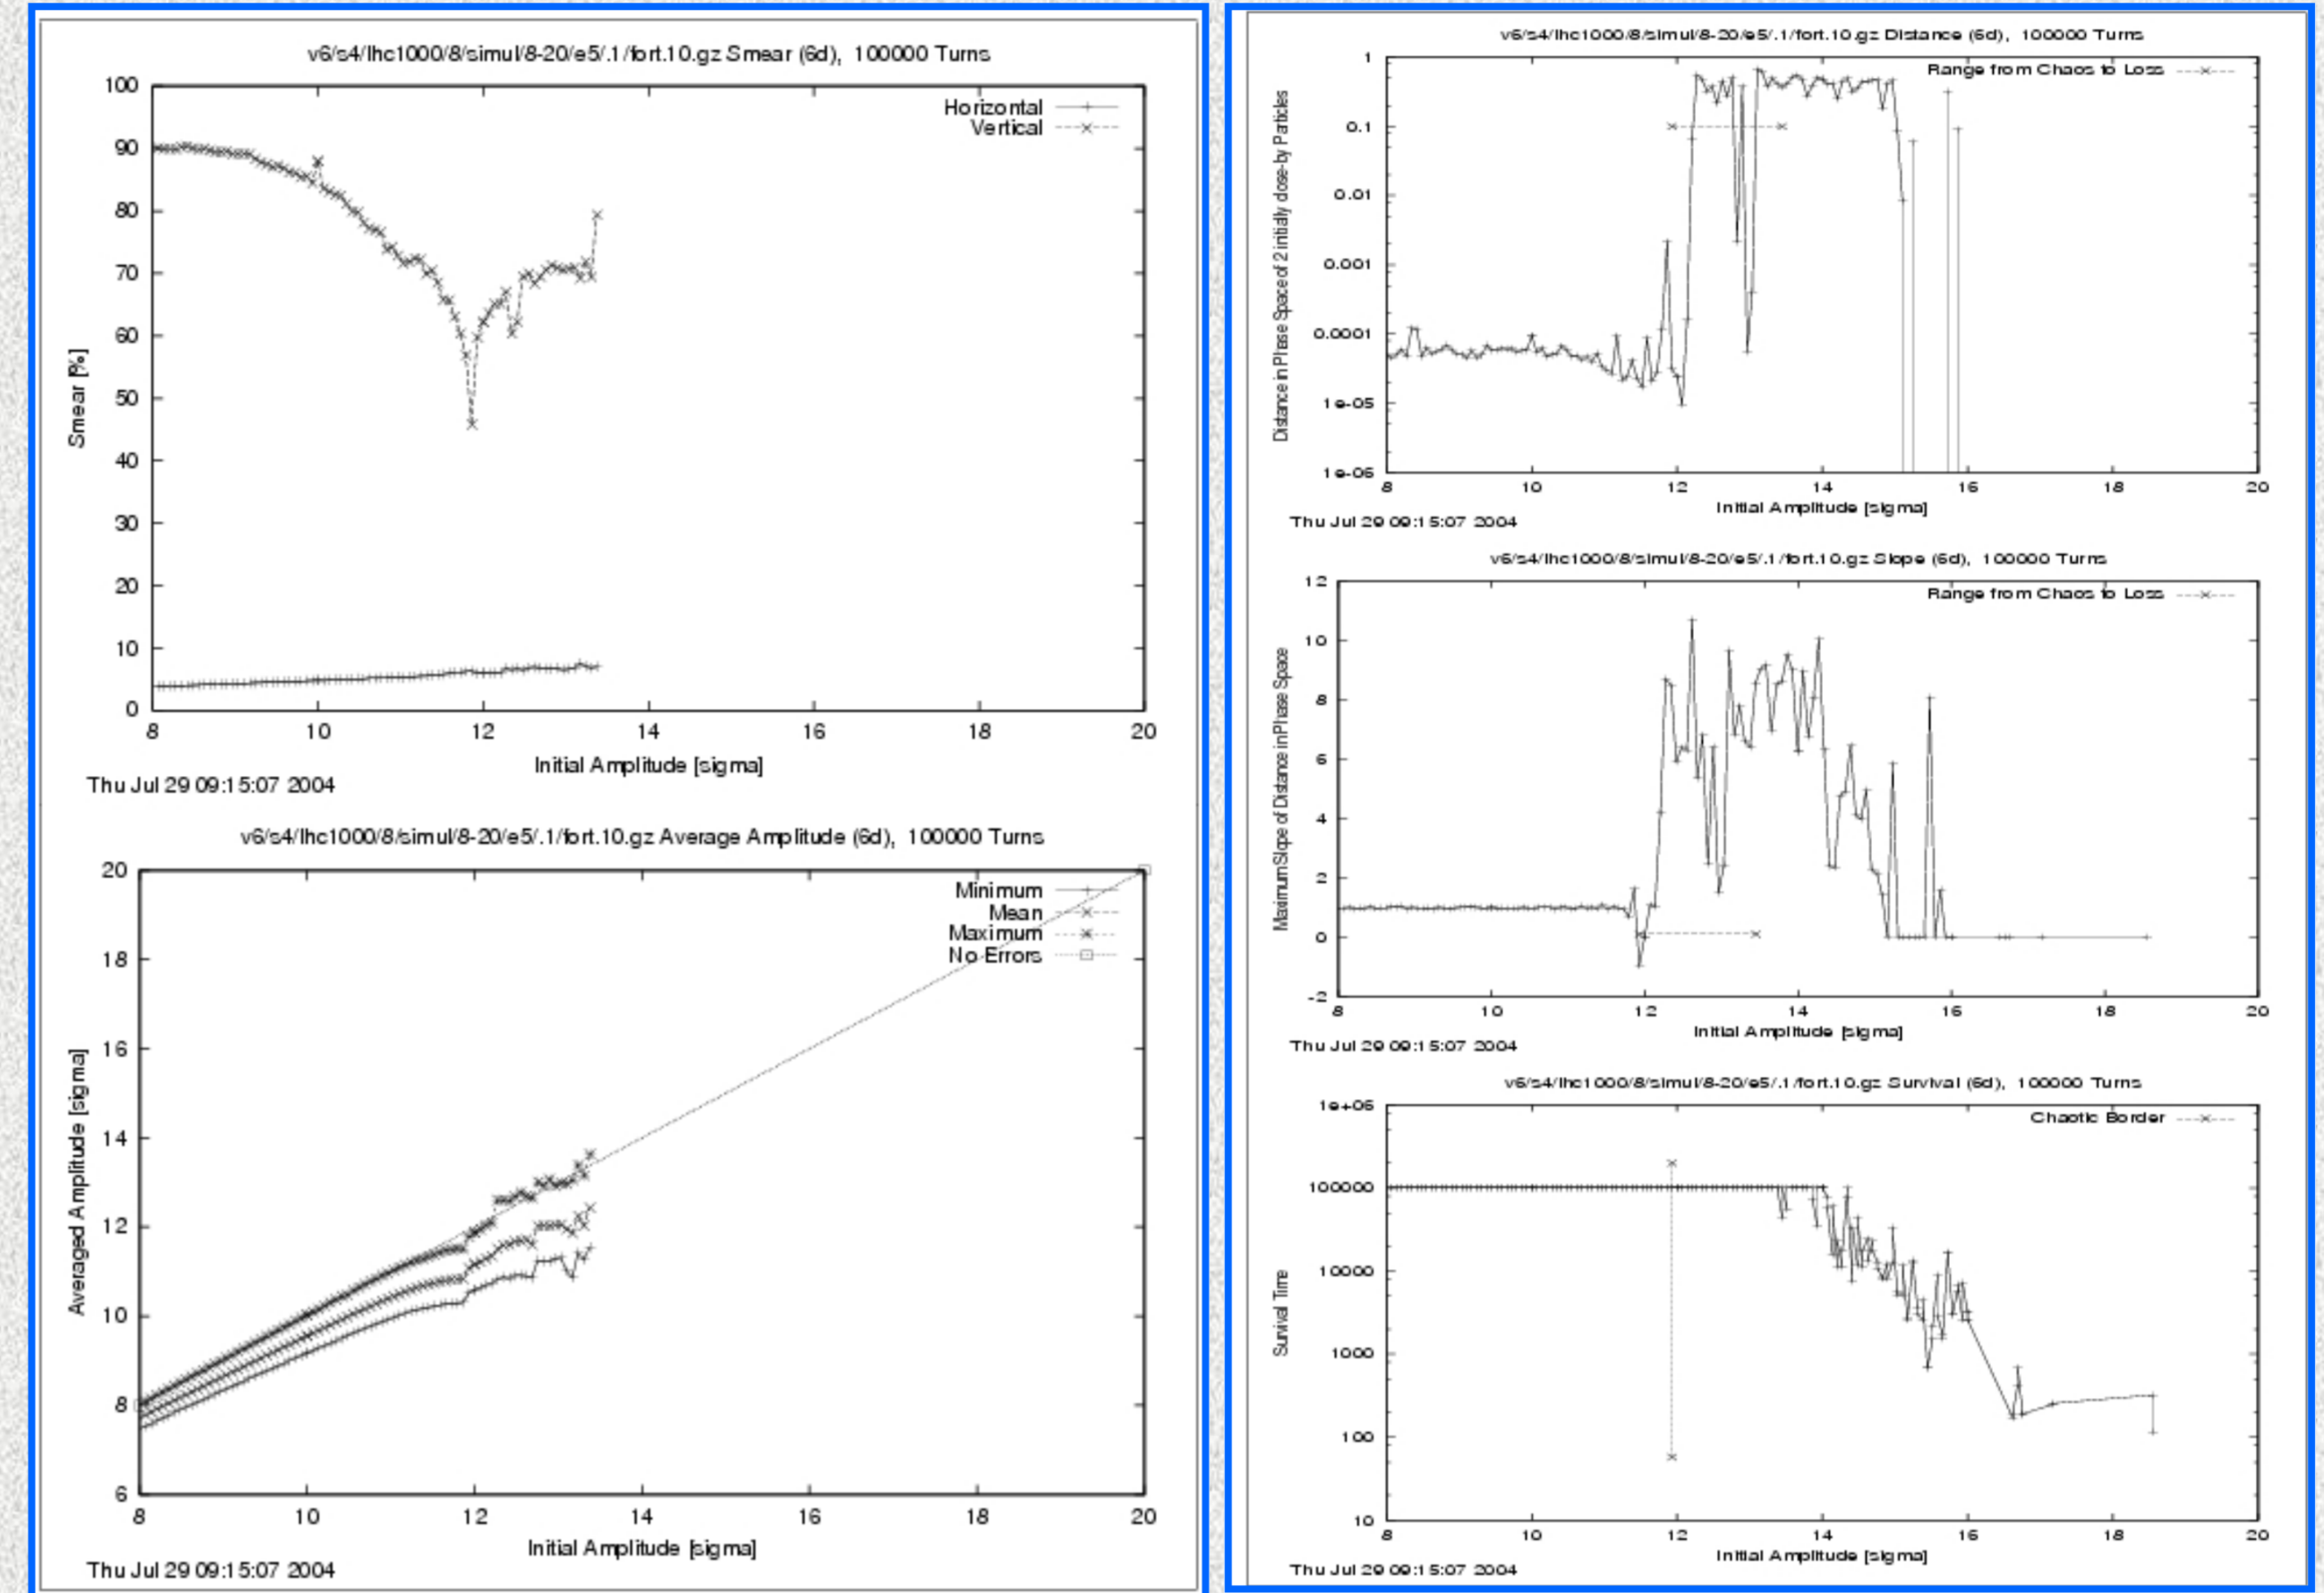 v6/s4/lhc1000/8/simul/8-20/e5/.1/fort.10.gz Smear (6d), 100000 Turns
100
90
80
70
60
50
40
30
20
10
0
Smear [%]
Horizontal
Vertical
8 10 12 14 16 18 20
Initial Amplitude [sigma]
Thu Jul 29 09:15:07 2004
v6/s4/lhc1000/8/simul/8-20/e5/.1/fort.10.gz Average Amplitude (6d), 100000 Turns
20
18
16
14
12
10
8
6
Averaged Amplitude [sigma]
Minimum
Mean
Maximum
No Errors
8 10 12 14 16 18 20
Initial Amplitude [sigma]
Thu Jul 29 09:15:07 2004
v6/s4/lhc1000/8/simul/8-20/e5/.1/fort.10.gz Distance (6d), 100000 Turns
1
0.1
0.01
0.001
0.0001
1e-05
1e-06
Distance in Phase Space of 2 initially close-by Particles
Range from Chaos to Loss
8 10 12 14 16 18 20
Initial Amplitude [sigma]
Thu Jul 29 09:15:07 2004
v6/s4/lhc1000/8/simul/8-20/e5/.1/fort.10.gz Slope (6d), 100000 Turns
12
10
8
6
4
2
0
-2
Maximum Slope of Distance in Phase Space
Range from Chaos to Loss
8 10 12 14 16 18 20
Initial Amplitude [sigma]
Thu Jul 29 09:15:07 2004
v6/s4/lhc1000/8/simul/8-20/e5/.1/fort.10.gz Survival (6d), 100000 Turns
1e+06
100000
10000
1000
100
10
Survival Time
Chaotic Border
8 10 12 14 16 18 20
Initial Amplitude [sigma]
Thu Jul 29 09:15:07 2004